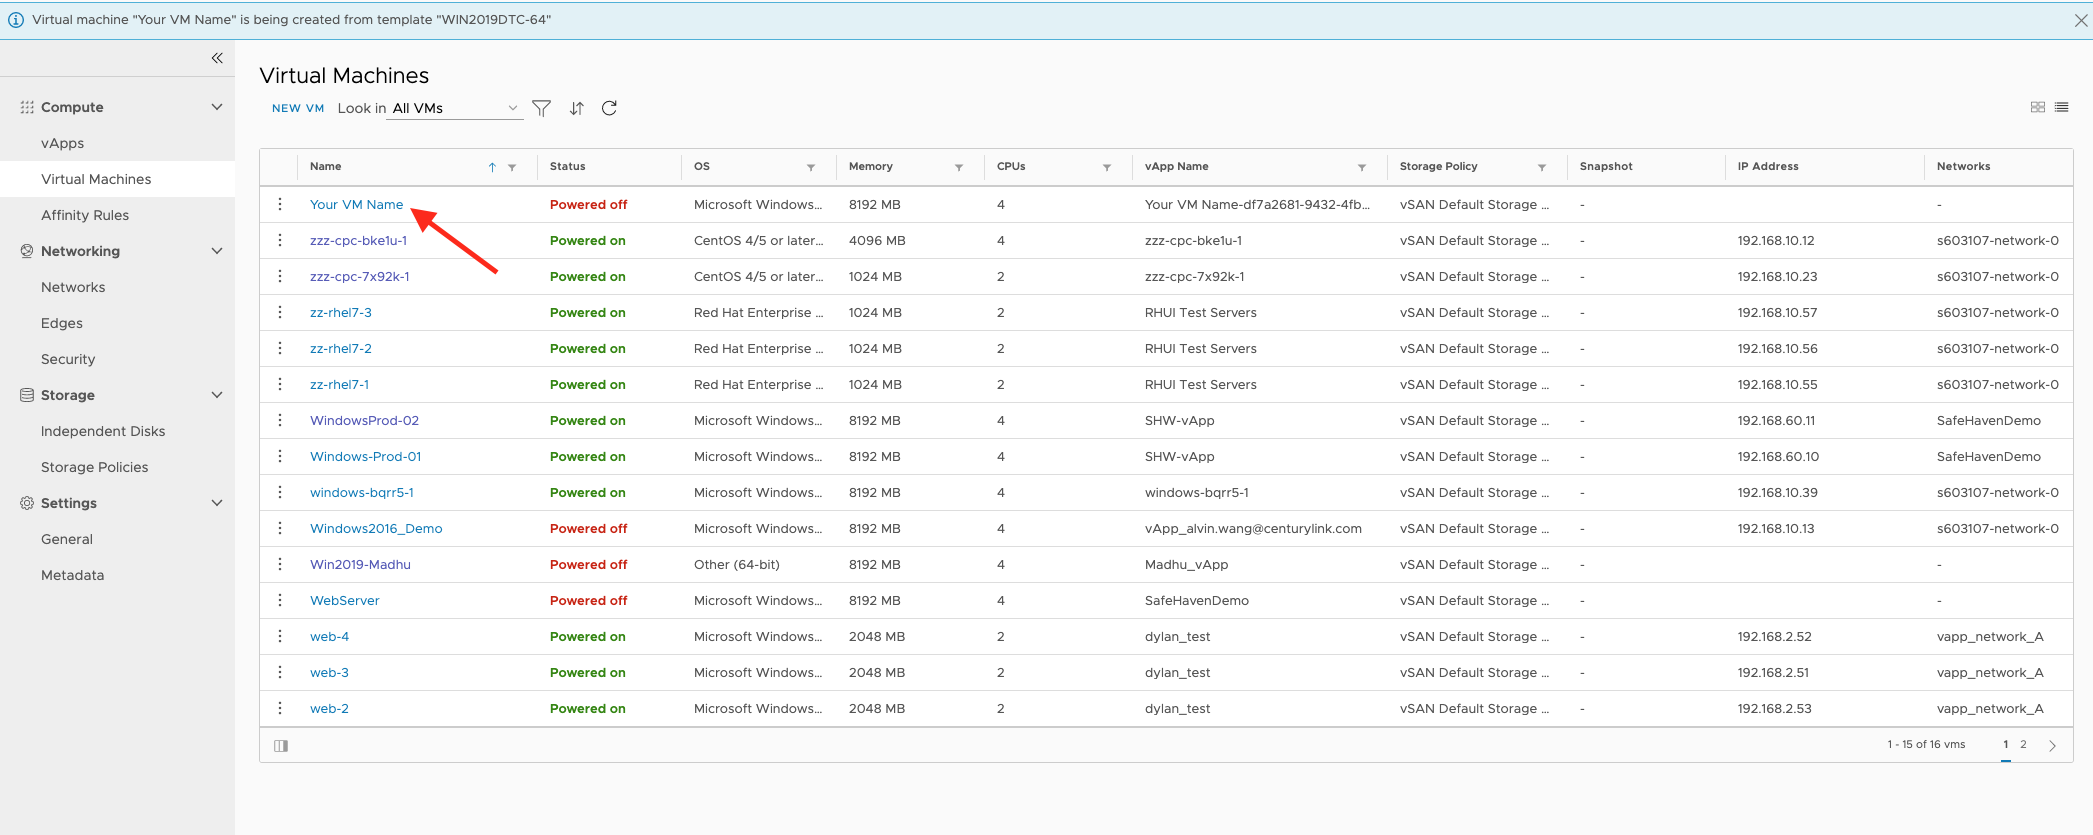 Virtual machine "Your VM Name" is being created from template "WIN2019DTC-64"
Compute
vApps
Virtual Machines
Affinity Rules
Networking
Networks
Edges
Security
Storage
Independent Disks
Storage Policies
Settings
General
Metadata
Virtual Machines
NEW VM Look in All VMs
Name Status OS Memory CPUs vApp Name Storage Policy Snapshot IP Address Networks
Your VM Name Powered off Microsoft Windows... 8192 MB 4 Your VM Name-df7a2681-9432-4fb... vSAN Default Storage ... - -
zzz-cpc-bke1u-1 Powered on CentOS 4/5 or later... 4096 MB 4 zzz-cpc-bke1u-1 vSAN Default Storage ... - 192.168.10.12 s603107-network-0
zzz-cpc-7x92k-1 Powered on CentOS 4/5 or later... 1024 MB 2 zzz-cpc-7x92k-1 vSAN Default Storage ... - 192.168.10.23 s603107-network-0
zz-rhel7-3 Powered on Red Hat Enterprise ... 1024 MB 2 RHUI Test Servers vSAN Default Storage ... - 192.168.10.57 s603107-network-0
zz-rhel7-2 Powered on Red Hat Enterprise ... 1024 MB 2 RHUI Test Servers vSAN Default Storage ... - 192.168.10.56 s603107-network-0
zz-rhel7-1 Powered on Red Hat Enterprise ... 1024 MB 2 RHUI Test Servers vSAN Default Storage ... - 192.168.10.55 s603107-network-0
WindowsProd-02 Powered on Microsoft Windows... 8192 MB 4 SHW-vApp vSAN Default Storage ... - 192.168.60.11 SafeHavenDemo
Windows-Prod-01 Powered on Microsoft Windows... 8192 MB 4 SHW-vApp vSAN Default Storage ... - 192.168.60.10 SafeHavenDemo
windows-bqrr5-1 Powered on Microsoft Windows... 8192 MB 4 windows-bqrr5-1 vSAN Default Storage ... - 192.168.10.39 s603107-network-0
Windows2016_Demo Powered off Microsoft Windows... 8192 MB 4 vApp_alvin.wang@centurylink.com vSAN Default Storage ... - 192.168.10.13 s603107-network-0
Win2019-Madhu Powered off Other (64-bit) 8192 MB 4 Madhu_vApp vSAN Default Storage ... - -
WebServer Powered off Microsoft Windows... 8192 MB 4 SafeHavenDemo vSAN Default Storage ... - -
web-4 Powered on Microsoft Windows... 2048 MB 2 dylan_test vSAN Default Storage ... - 192.168.2.52 vapp_network_A
web-3 Powered on Microsoft Windows... 2048 MB 2 dylan_test vSAN Default Storage ... - 192.168.2.51 vapp_network_A
web-2 Powered on Microsoft Windows... 2048 MB 2 dylan_test vSAN Default Storage ... - 192.168.2.53 vapp_network_A
1 - 15 of 16 vms 1 2